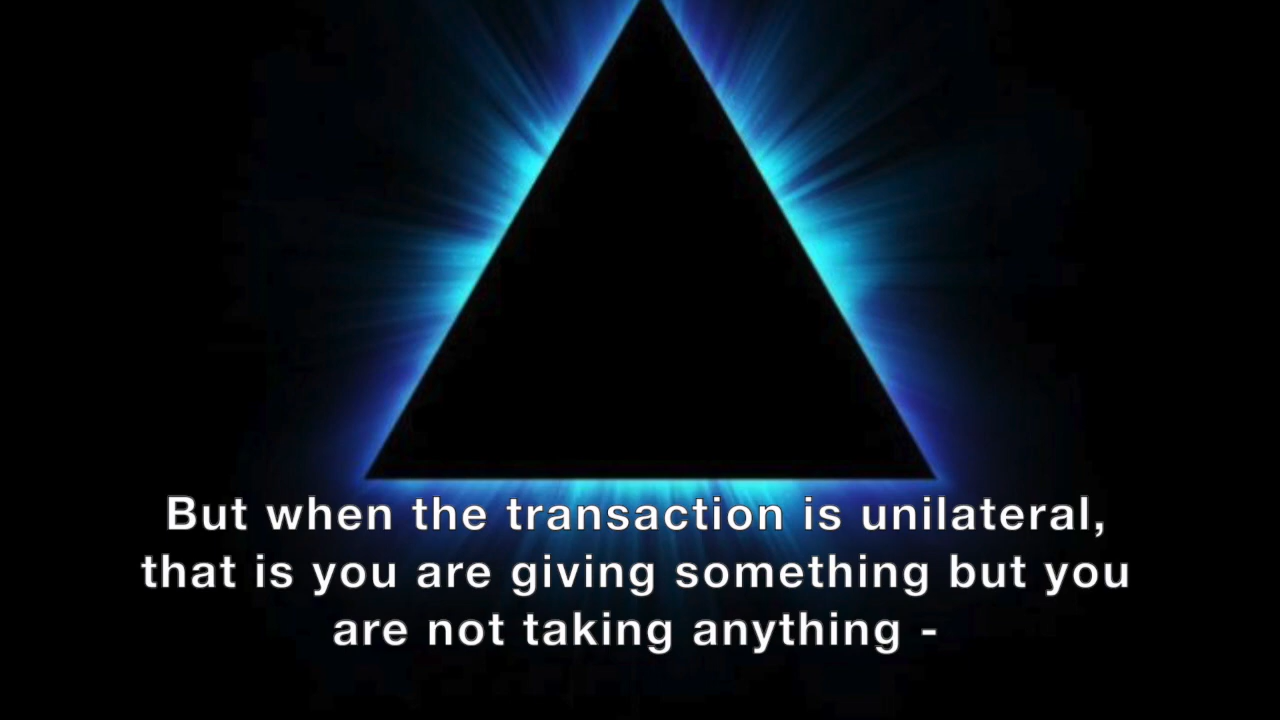 But when the transaction is unilateral,
that is you are giving something but you
are not taking anything -